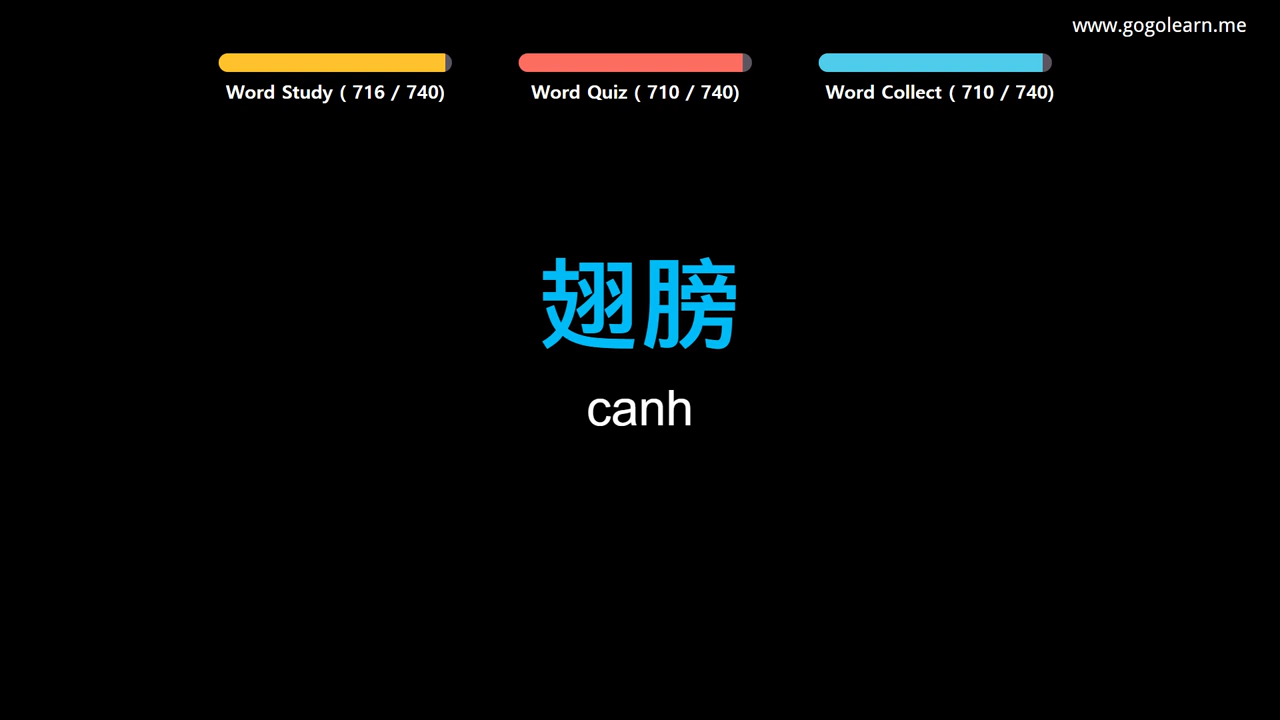 www.gogolearn.me
Word Study ( 716 / 740)
Word Quiz ( 710 / 740)
Word Collect ( 710 / 740)
翅膀
canh